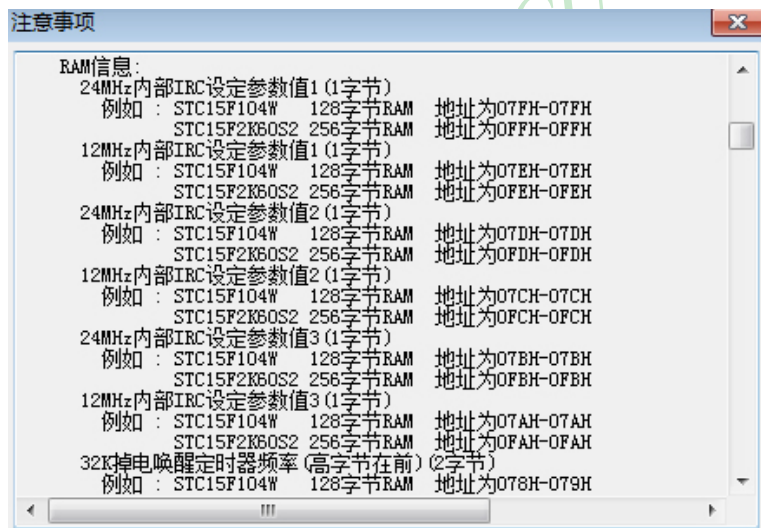 注意事项
RAM信息:
24MHz内部IRC设定参数值1(1字节)
例如 : STC15F104W 128字节RAM 地址为07FH-07FH
STC15F2K60S2 256字节RAM 地址为0FFH-0FFH
12MHz内部IRC设定参数值1(1字节)
例如 : STC15F104W 128字节RAM 地址为07EH-07EH
STC15F2K60S2 256字节RAM 地址为0FEH-0FEH
24MHz内部IRC设定参数值2(1字节)
例如 : STC15F104W 128字节RAM 地址为07DH-07DH
STC15F2K60S2 256字节RAM 地址为0FDH-0FDH
12MHz内部IRC设定参数值2(1字节)
例如 : STC15F104W 128字节RAM 地址为07CH-07CH
STC15F2K60S2 256字节RAM 地址为0FCH-0FCH
24MHz内部IRC设定参数值3(1字节)
例如 : STC15F104W 128字节RAM 地址为07BH-07BH
STC15F2K60S2 256字节RAM 地址为0FBH-0FBH
12MHz内部IRC设定参数值3(1字节)
例如 : STC15F104W 128字节RAM 地址为07AH-07AH
STC15F2K60S2 256字节RAM 地址为0FAH-0FAH
32K掉电唤醒定时器频率(高字节在前)(2字节)
例如 : STC15F104W 128字节RAM 地址为078H-079H